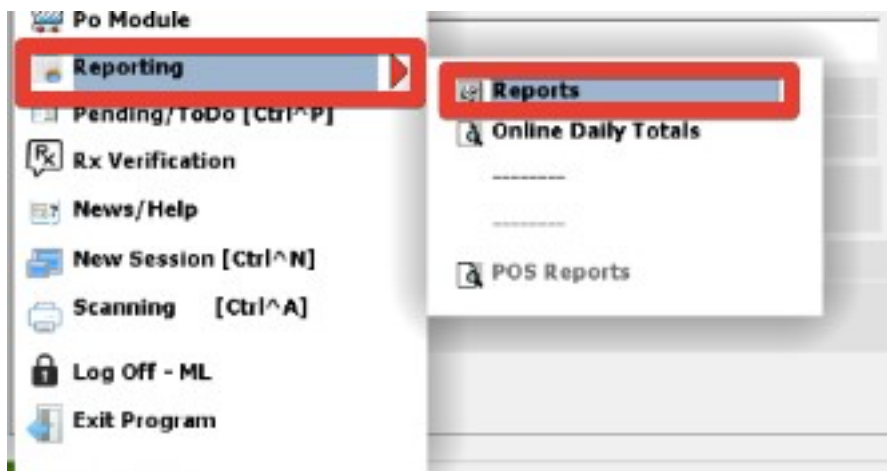 Po Module
Reporting
Pending/ToDo [Ctrl^P]
Rx Rx Verification
News/Help
New Session [Ctrl^N]
Scanning [Ctrl^A]
Log Off - ML
Exit Program
Reports
Online Daily Totals
--------
--------
POS Reports